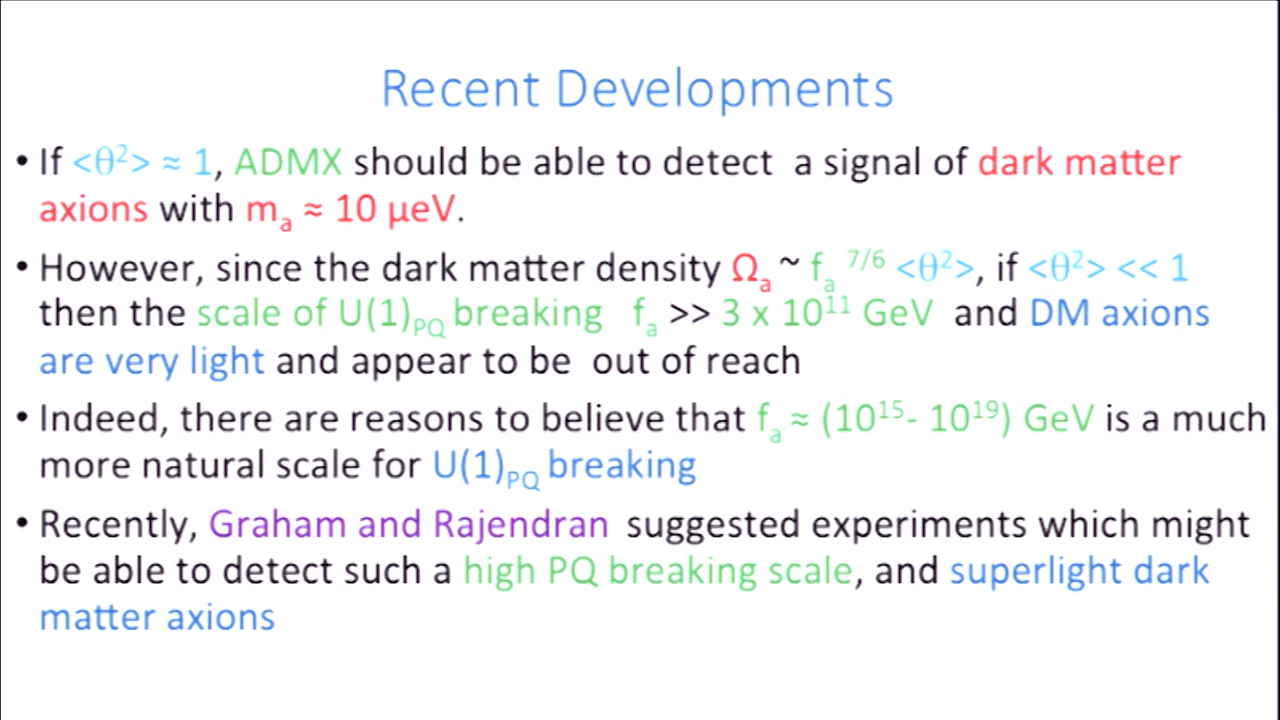 Recent Developments
• If <θ²> ≈ 1, ADMX should be able to detect a signal of dark matter
axions with mₐ ≈ 10 μeV.
• However, since the dark matter density Ωₐ ~ fₐ ^7/6 <θ²>, if <θ²> << 1
then the scale of U(1)_PQ breaking fₐ >> 3 x 10¹¹ GeV and DM axions
are very light and appear to be out of reach
• Indeed, there are reasons to believe that fₐ ≈ (10¹⁵- 10¹⁹) GeV is a much
more natural scale for U(1)_PQ breaking
• Recently, Graham and Rajendran suggested experiments which might
be able to detect such a high PQ breaking scale, and superlight dark
matter axions